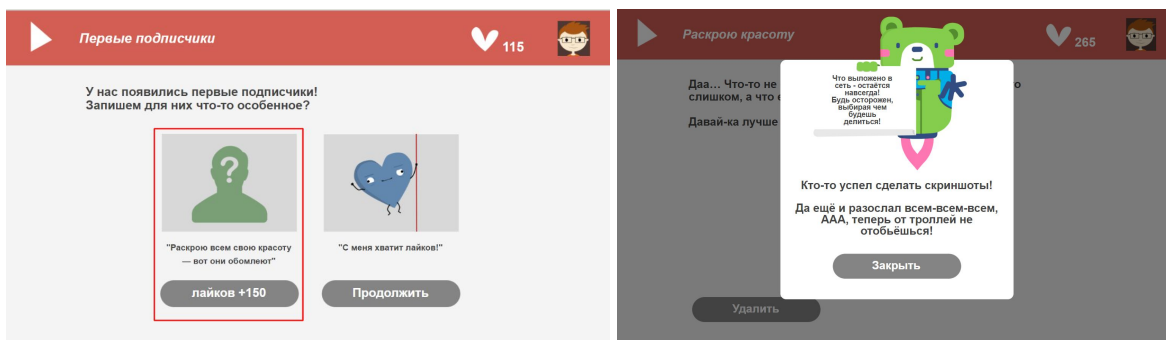 Первые подписчики
115
У нас появились первые подписчики!
Запишем для них что-то особенное?
?
"Раскрою всем свою красоту
— вот они обомлеют"
"С меня хватит лайков!"
лайков +150
Продолжить
Раскрою красоту
265
Даа... Что-то не
слишком, а что
Давай-ка лучше
Что выложено в
сеть - остаётся
навсегда!
Будь осторожен,
выбирая чем
будешь
делиться!
Кто-то успел сделать скриншоты!
Да ещё и разослал всем-всем-всем,
ААА, теперь от троллей не
отобьёшься!
Закрыть
Удалить